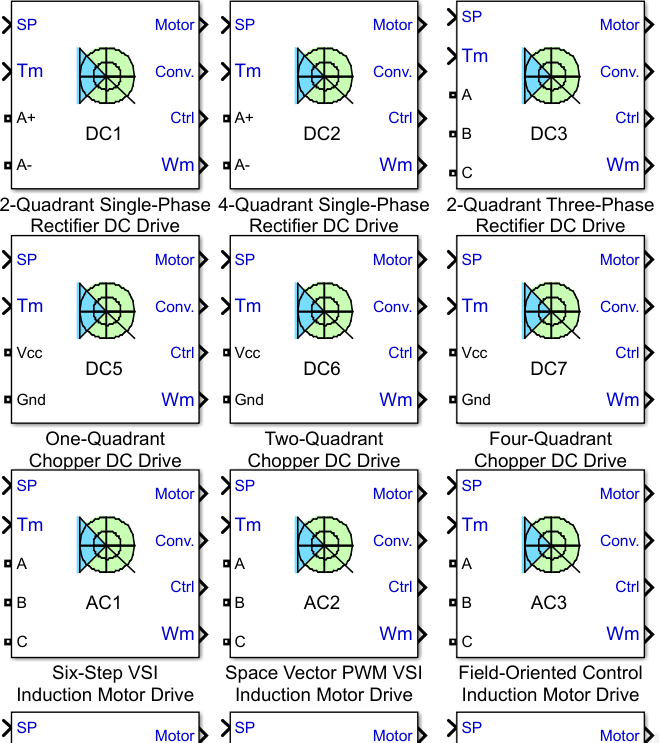 SP
Motor
Tm
Conv.
A+
Ctrl
DC1
A-
Wm
2-Quadrant Single-Phase
Rectifier DC Drive
SP
Motor
Tm
Conv.
A+
Ctrl
DC2
A-
Wm
4-Quadrant Single-Phase
Rectifier DC Drive
SP
Motor
Tm
Conv.
A
Ctrl
DC3
B
Wm
C
2-Quadrant Three-Phase
Rectifier DC Drive
SP
Motor
Tm
Conv.
Vcc
Ctrl
DC5
Gnd
Wm
One-Quadrant
Chopper DC Drive
SP
Motor
Tm
Conv.
Vcc
Ctrl
DC6
Gnd
Wm
Two-Quadrant
Chopper DC Drive
SP
Motor
Tm
Conv.
Vcc
Ctrl
DC7
Gnd
Wm
Four-Quadrant
Chopper DC Drive
SP
Motor
Tm
Conv.
A
Ctrl
AC1
B
Wm
C
Six-Step VSI
Induction Motor Drive
SP
Motor
Tm
Conv.
A
Ctrl
AC2
B
Wm
C
Space Vector PWM VSI
Induction Motor Drive
SP
Motor
Tm
Conv.
A
Ctrl
AC3
B
Wm
C
Field-Oriented Control
Induction Motor Drive
SP
Motor
SP
Motor
SP
Motor